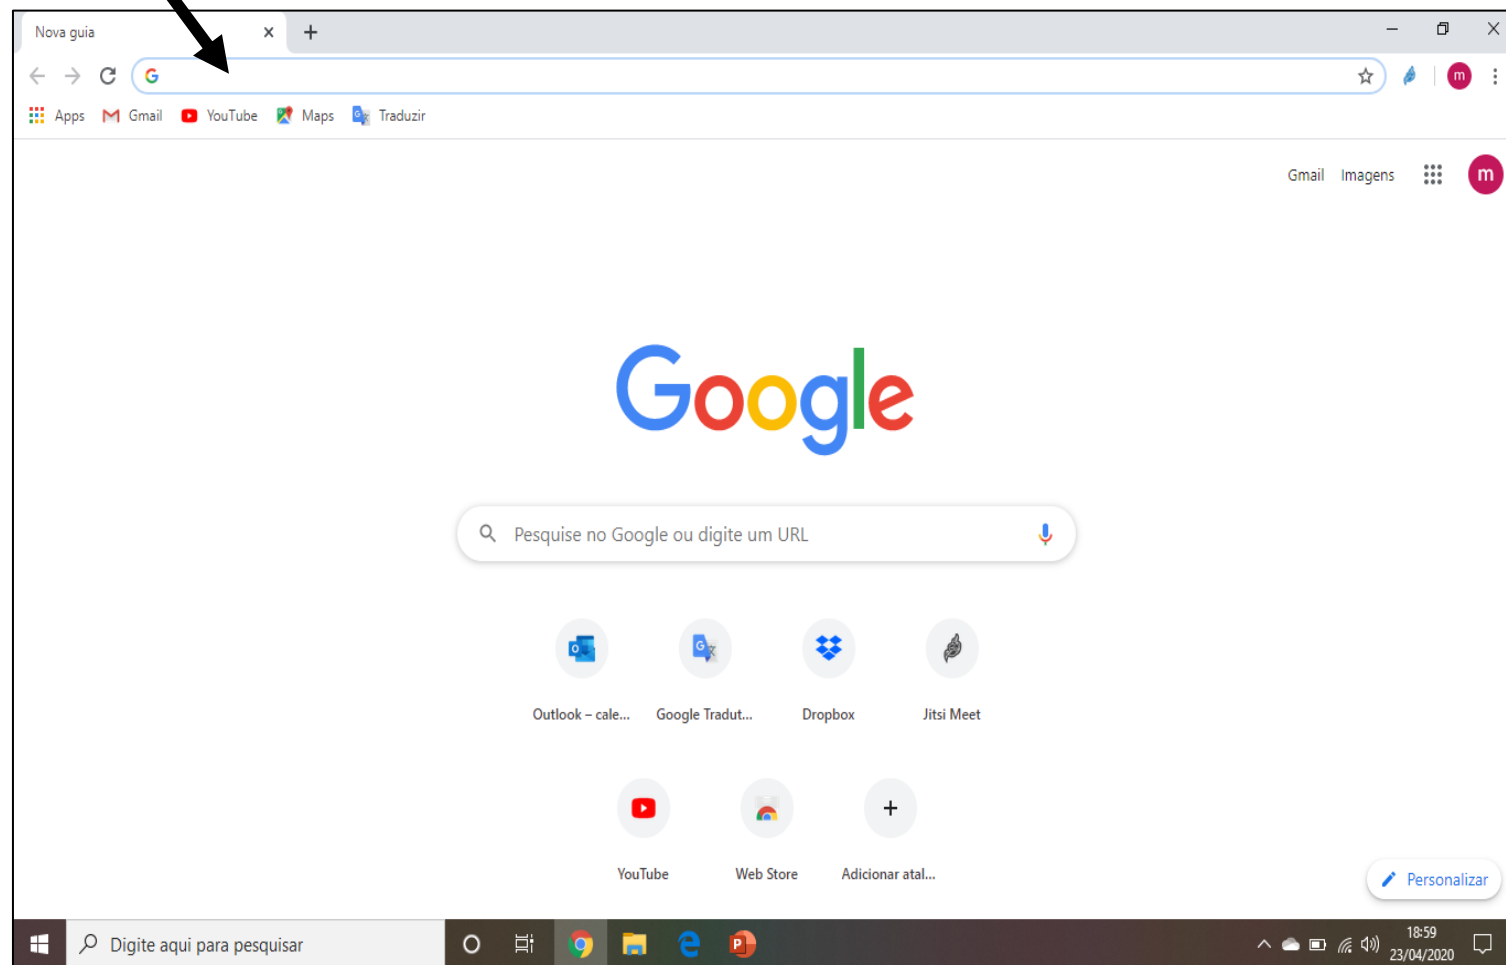 Nova guia
G
Apps Gmail YouTube Maps Traduzir
Gmail Imagens m
m
Google
Pesquise no Google ou digite um URL
Outlook – cale... Google Tradut... Dropbox Jitsi Meet
YouTube Web Store Adicionar atal...
Personalizar
Digite aqui para pesquisar
18:59
23/04/2020